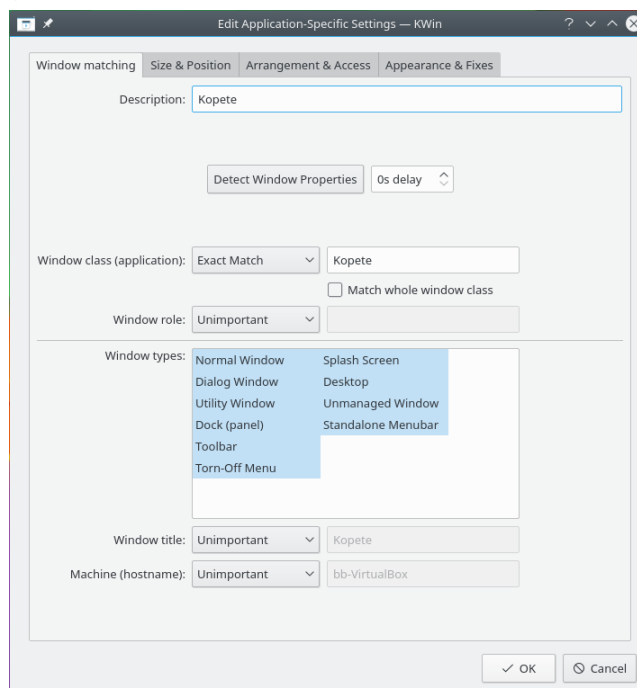 Edit Application-Specific Settings — KWin
Window matching Size & Position Arrangement & Access Appearance & Fixes
Description: Kopete
Detect Window Properties 0s delay
Window class (application): Exact Match Kopete
Match whole window class
Window role: Unimportant
Window types: Normal Window Splash Screen
Dialog Window Desktop
Utility Window Unmanaged Window
Dock (panel) Standalone Menubar
Toolbar
Torn-Off Menu
Window title: Unimportant Kopete
Machine (hostname): Unimportant bb-VirtualBox
OK Cancel